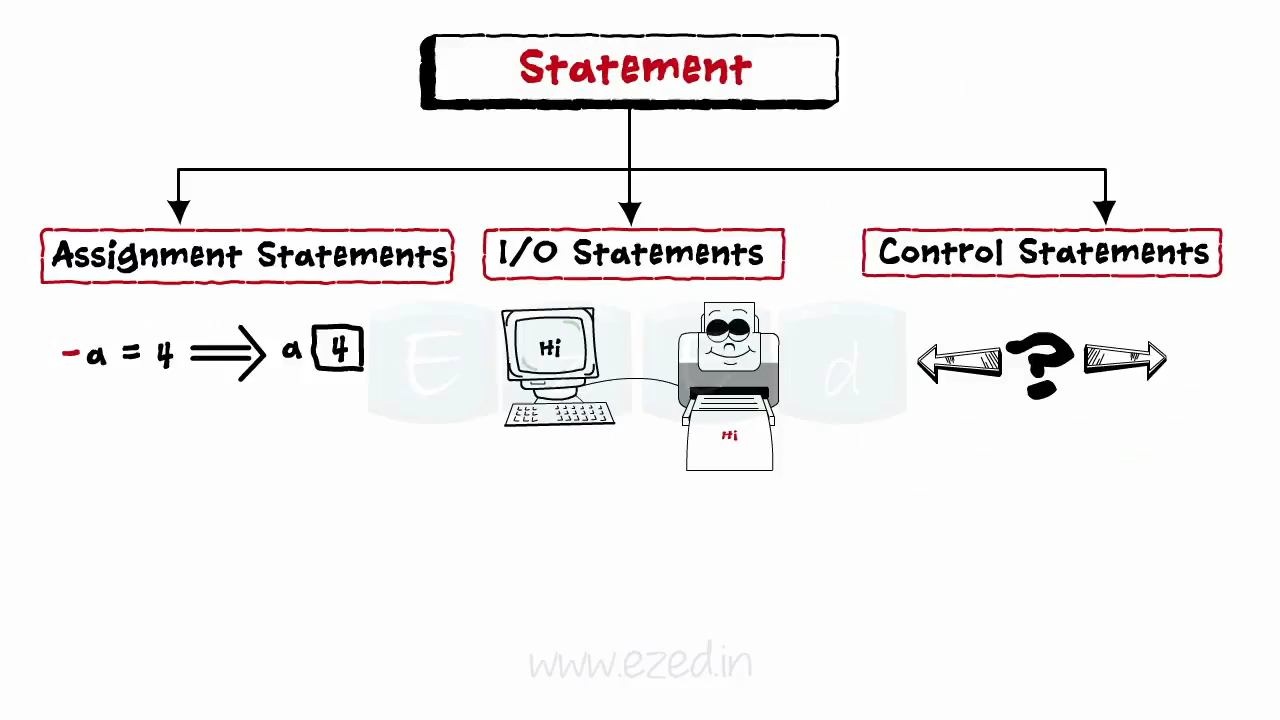 Statement
Assignment Statements
I/O Statements
Control Statements
- a = 4 ⟹ a 4
Hi
Hi
?
E Z E d
www.ezed.in